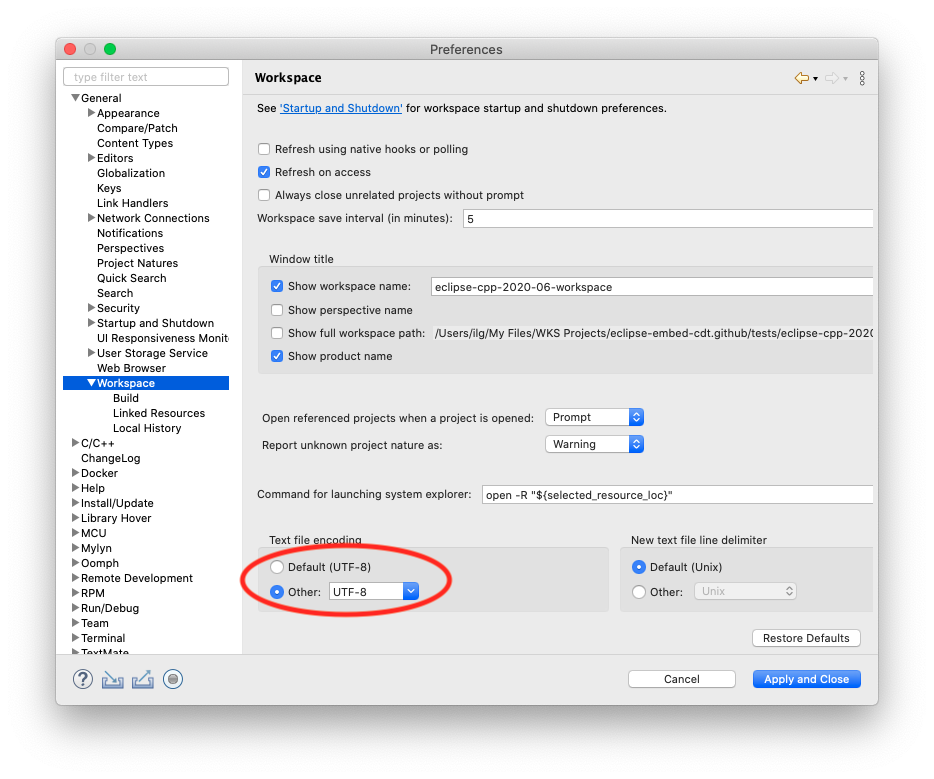 Preferences
type filter text
General
Appearance
Compare/Patch
Content Types
Editors
Globalization
Keys
Link Handlers
Network Connections
Notifications
Perspectives
Project Natures
Quick Search
Search
Security
Startup and Shutdown
UI Responsiveness Monit
User Storage Service
Web Browser
Workspace
Build
Linked Resources
Local History
C/C++
ChangeLog
Docker
Help
Install/Update
Library Hover
MCU
Mylyn
Oomph
Remote Development
RPM
Run/Debug
Team
Terminal
TextMate
Workspace
See 'Startup and Shutdown' for workspace startup and shutdown preferences.
Refresh using native hooks or polling
Refresh on access
Always close unrelated projects without prompt
Workspace save interval (in minutes): 5
Window title
Show workspace name: eclipse-cpp-2020-06-workspace
Show perspective name
Show full workspace path: /Users/ilg/My Files/WKS Projects/eclipse-embed-cdt.github/tests/eclipse-cpp-2020
Show product name
Open referenced projects when a project is opened: Prompt
Report unknown project nature as: Warning
Command for launching system explorer: open -R "${selected_resource_loc}"
Text file encoding
Default (UTF-8)
Other: UTF-8
New text file line delimiter
Default (Unix)
Other: Unix
Restore Defaults
?
Cancel
Apply and Close